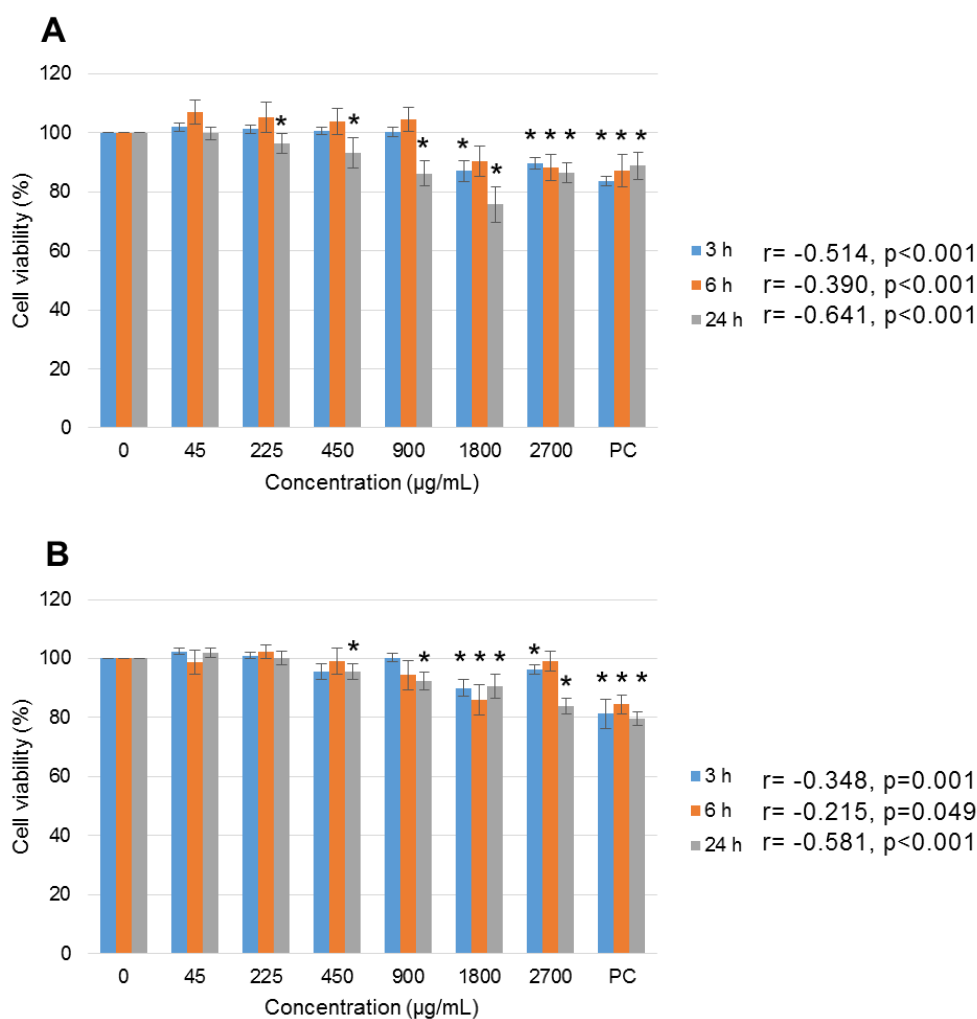 A
120
100
80
60
40
20
0
Cell viability (%)
* * * * * * * * * * * *
0 45 225 450 900 1800 2700 PC
Concentration (µg/mL)
3 h r= -0.514, p<0.001
6 h r= -0.390, p<0.001
24 h r= -0.641, p<0.001
B
120
100
80
60
40
20
0
Cell viability (%)
* * * * * * * * * *
0 45 225 450 900 1800 2700 PC
Concentration (µg/mL)
3 h r= -0.348, p=0.001
6 h r= -0.215, p=0.049
24 h r= -0.581, p<0.001